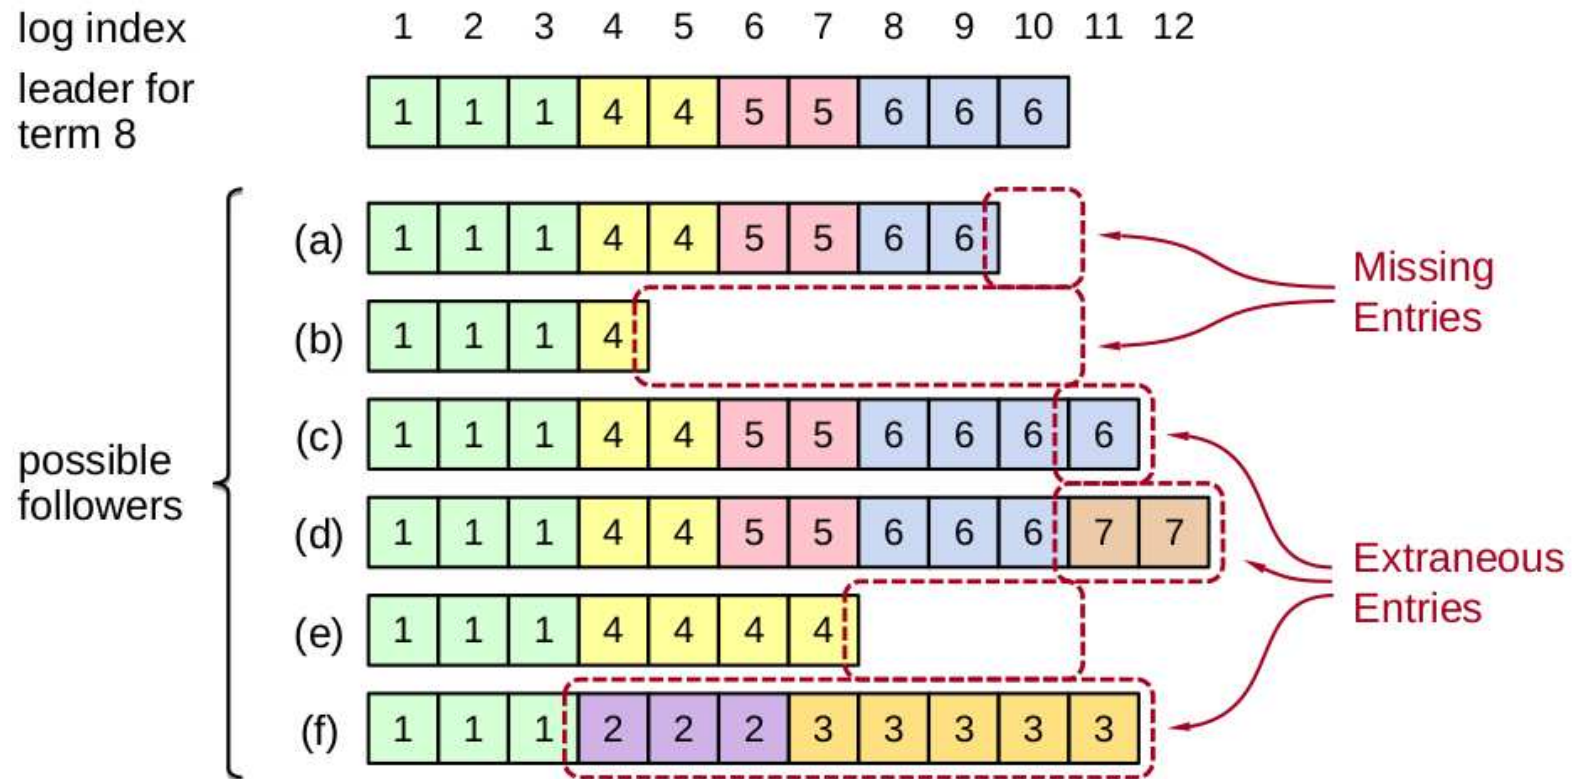 log index 1 2 3 4 5 6 7 8 9 10 11 12
leader for
term 8
1 1 1 4 4 5 5 6 6 6
(a) 1 1 1 4 4 5 5 6 6
Missing
Entries
(b) 1 1 1 4
(c) 1 1 1 4 4 5 5 6 6 6 6
possible
followers
(d) 1 1 1 4 4 5 5 6 6 6 7 7
Extraneous
Entries
(e) 1 1 1 4 4 4 4
(f) 1 1 1 2 2 2 3 3 3 3 3